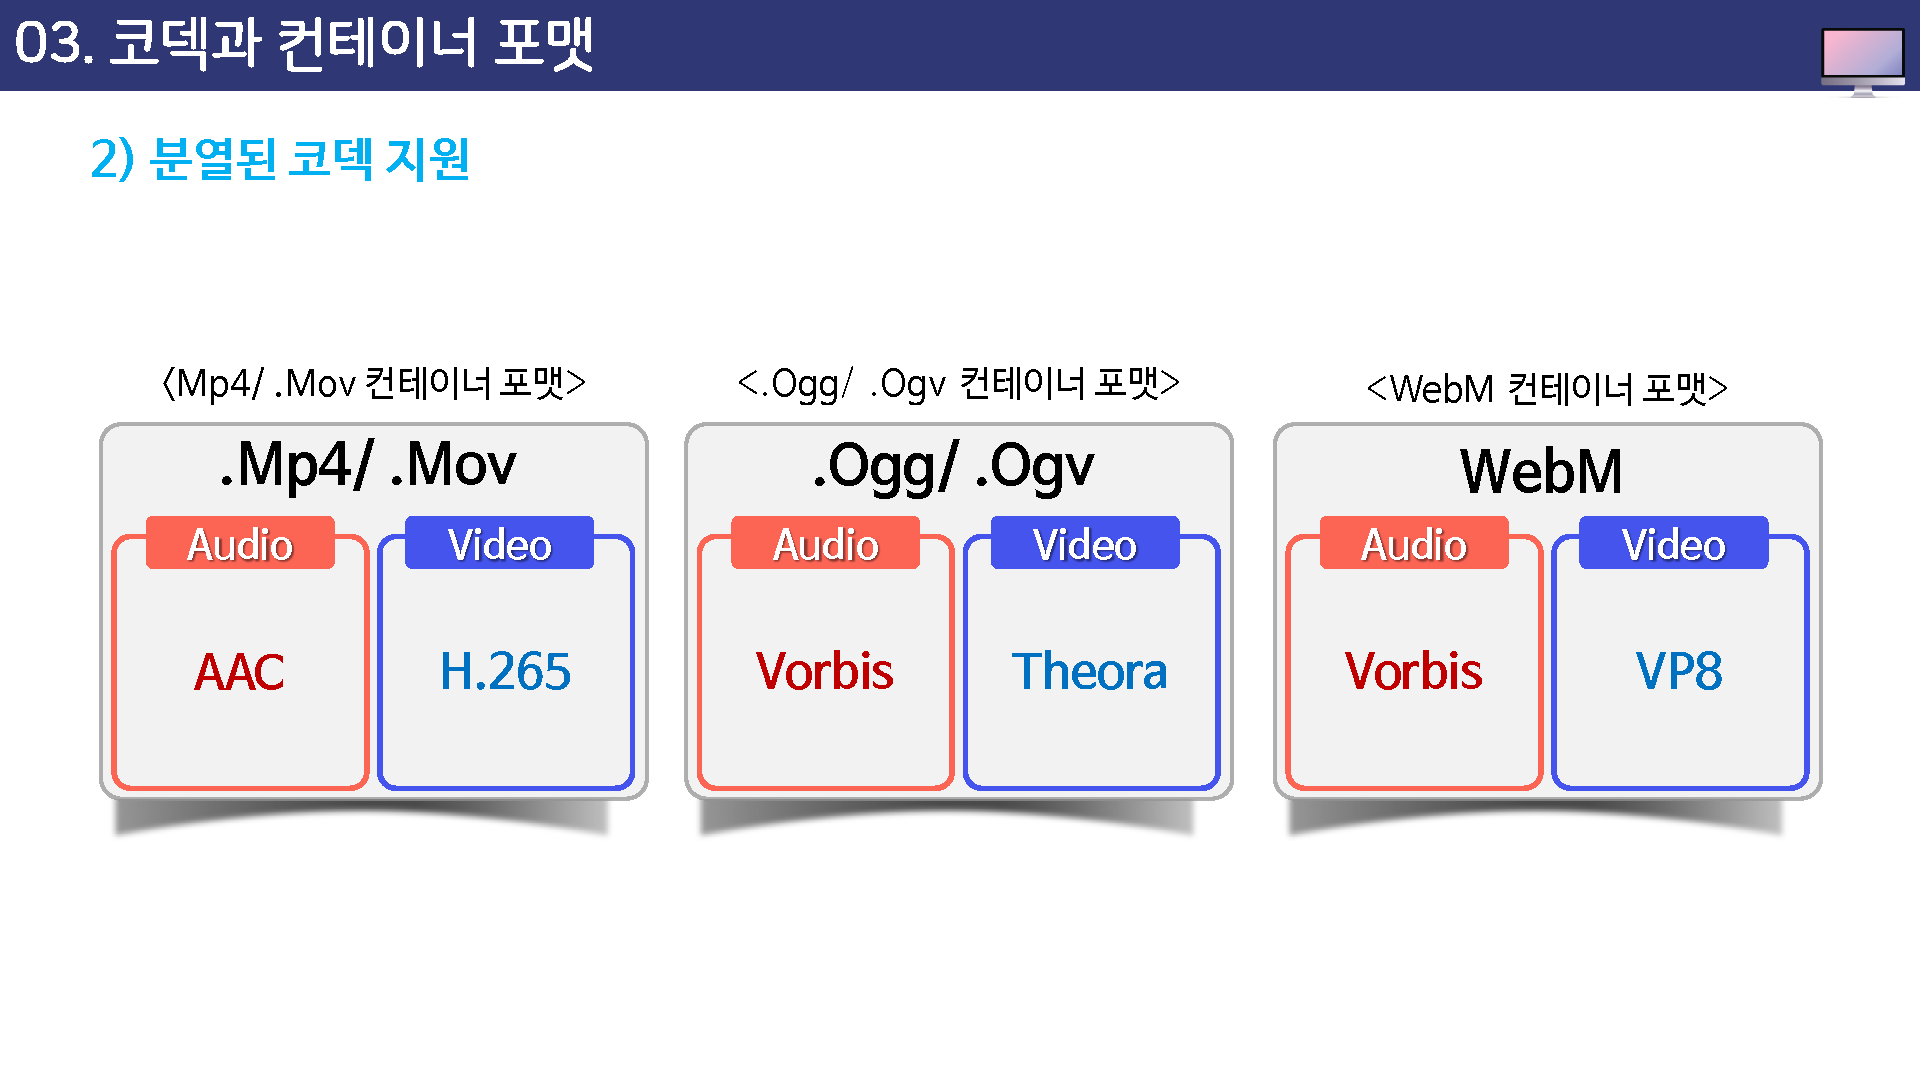 03. 코덱과 컨테이너 포맷
2) 분열된 코덱 지원
<Mp4/ .Mov 컨테이너 포맷>
.Mp4/ .Mov
Audio
Video
AAC
H.265
<.Ogg/ .Ogv 컨테이너 포맷>
.Ogg/ .Ogv
Audio
Video
Vorbis
Theora
<WebM 컨테이너 포맷>
WebM
Audio
Video
Vorbis
VP8